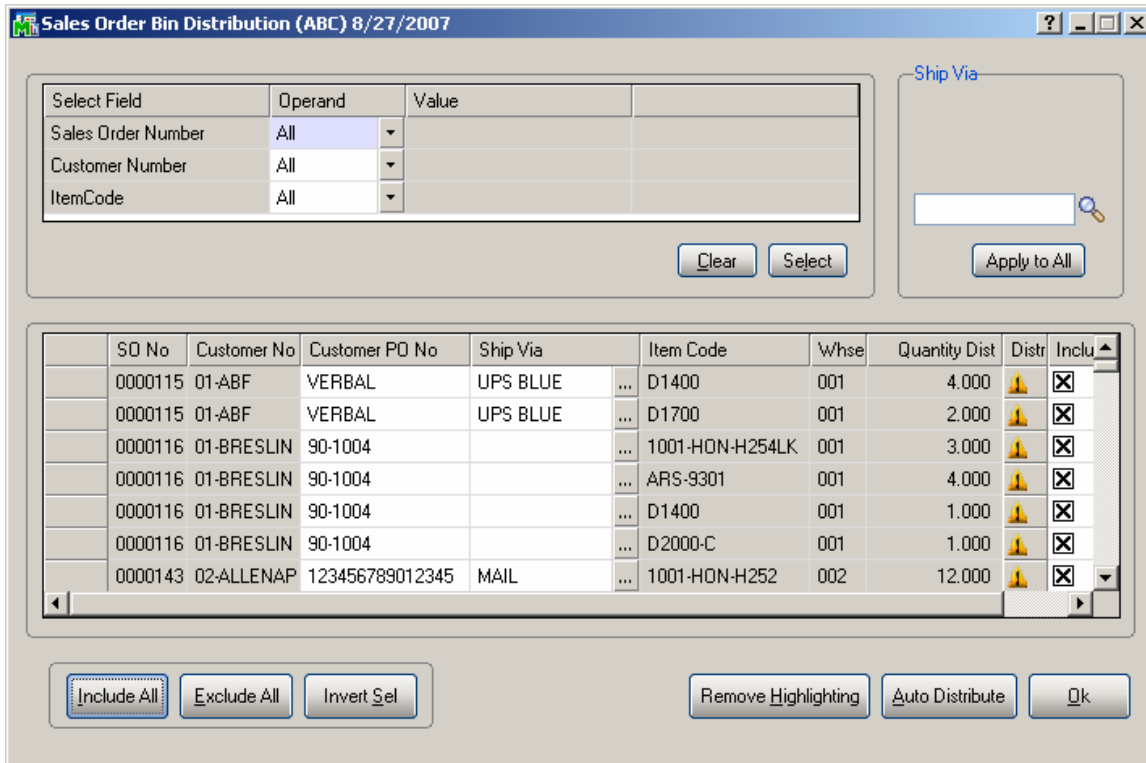 Sales Order Bin Distribution (ABC) 8/27/2007
Ship Via
Select Field Operand Value
Sales Order Number All
Customer Number All
ItemCode All
Clear Select Apply to All
SO No Customer No Customer PO No Ship Via Item Code Whse Quantity Dist Distr Inclu
0000115 01-ABF VERBAL UPS BLUE ... D1400 001 4.000
0000115 01-ABF VERBAL UPS BLUE ... D1700 001 2.000
0000116 01-BRESLIN 90-1004 ... 1001-HON-H254LK 001 3.000
0000116 01-BRESLIN 90-1004 ... ARS-9301 001 4.000
0000116 01-BRESLIN 90-1004 ... D1400 001 1.000
0000116 01-BRESLIN 90-1004 ... D2000-C 001 1.000
0000143 02-ALLENAP 123456789012345 MAIL ... 1001-HON-H252 002 12.000
Include All Exclude All Invert Sel Remove Highlighting Auto Distribute Ok